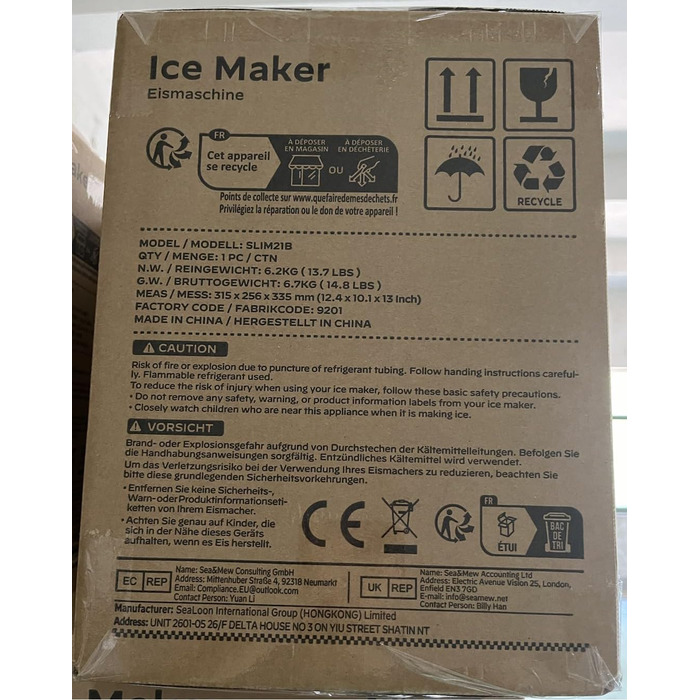 Ice Maker
Eismaschine
FR
Cet appareil
se recycle
À DÉPOSER
EN MAGASIN
OU
À DÉPOSER
EN DÉCHÈTERIE
Points de collecte sur www.quefairedemesdechets.fr
Privilégiez la réparation ou le don de votre appareil !
RECYCLE
MODEL / MODELL: SLIM21B
QTY / MENGE: 1 PC / CTN
N.W. / REINGEWICHT: 6.2KG ( 13.7 LBS )
G.W. / BRUTTOGEWICHT: 6.7KG ( 14.8 LBS )
MEAS / MESS: 315 x 256 x 335 mm (12.4 x 10.1 x 13 Inch)
FACTORY CODE / FABRIKCODE: 9201
MADE IN CHINA / HERGESTELLT IN CHINA
CAUTION
Risk of fire or explosion due to puncture of refrigerant tubing. Follow handing instructions careful-
ly. Flammable refrigerant used.
To reduce the risk of injury when using your ice maker, follow these basic safety precautions.
• Do not remove any safety, warning, or product information labels from your ice maker.
• Closely watch children who are near this appliance when it is making ice.
VORSICHT
Brand- oder Explosionsgefahr aufgrund von Durchstechen der Kältemittelleitungen. Befolgen Sie
die Handhabungsanweisungen sorgfältig. Entzündliches Kältemittel wird verwendet.
Um das Verletzungsrisiko bei der Verwendung Ihres Eismachers zu reduzieren, beachten Sie
bitte diese grundlegenden Sicherheitsvorkehrungen.
• Entfernen Sie keine Sicherheits-,
Warn- oder Produktinformationseti-
ketten von Ihrem Eismacher.
• Achten Sie genau auf Kinder, die
sich in der Nähe dieses Geräts
aufhalten, wenn es Eis herstellt.
CE
FR
ÉTUI
BAC
DE
TRI
EC REP
Name: Sea&Mew Consulting GmbH
Address: Mittenhuber Straße 4, 92318 Neumarkt
Email: Compliance.EU@outlook.com
Contact Person: Yuan Li
UK REP
Name: Sea&Mew Accounting Ltd
Address: Electric Avenue Vision 25, London,
Enfield EN3 7GD
E-mail: info@seamew.net
Contact Person: Billy Han
Manufacturer: SeaLoon International Group (HONGKONG) Limited
Address: UNIT 2601-05 26/F DELTA HOUSE NO 3 ON YIU STREET SHATIN NT